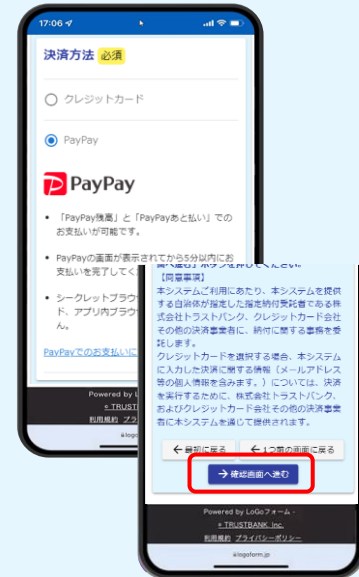 17:06
決済方法 必須
クレジットカード
PayPay
PayPay
• 「PayPay残高」と「PayPayあと払い」での
お支払いが可能です。
• PayPayの画面が表示されてから5分以内にお
支払いを完了してく
• シークレットブラウ
ド、アプリ内ブラウ
ん。
PayPayでのお支払いに
Powered by L
© TRUST
利用規約 プラ
【同意事項】
本システムご利用にあたり、本システムを提供
する自治体が指定した指定納付受託者である株
式会社トラストバンク、クレジットカード会社
その他の決済事業者に、納付に関する事務を委
託します。
クレジットカードを選択する場合、本システム
に入力した決済に関する情報（メールアドレス
等の個人情報を含みます。）については、決済
を実行するために、株式会社トラストバンク、
およびクレジットカード会社その他の決済事業
者に本システムを通じて提供されます。
← 最初に戻る ← 1つ前の画面に戻る
→ 確認画面へ進む
Powered by LoGoフォーム -
© TRUSTBANK, Inc.
利用規約 プライバシーポリシー
logoform.jp